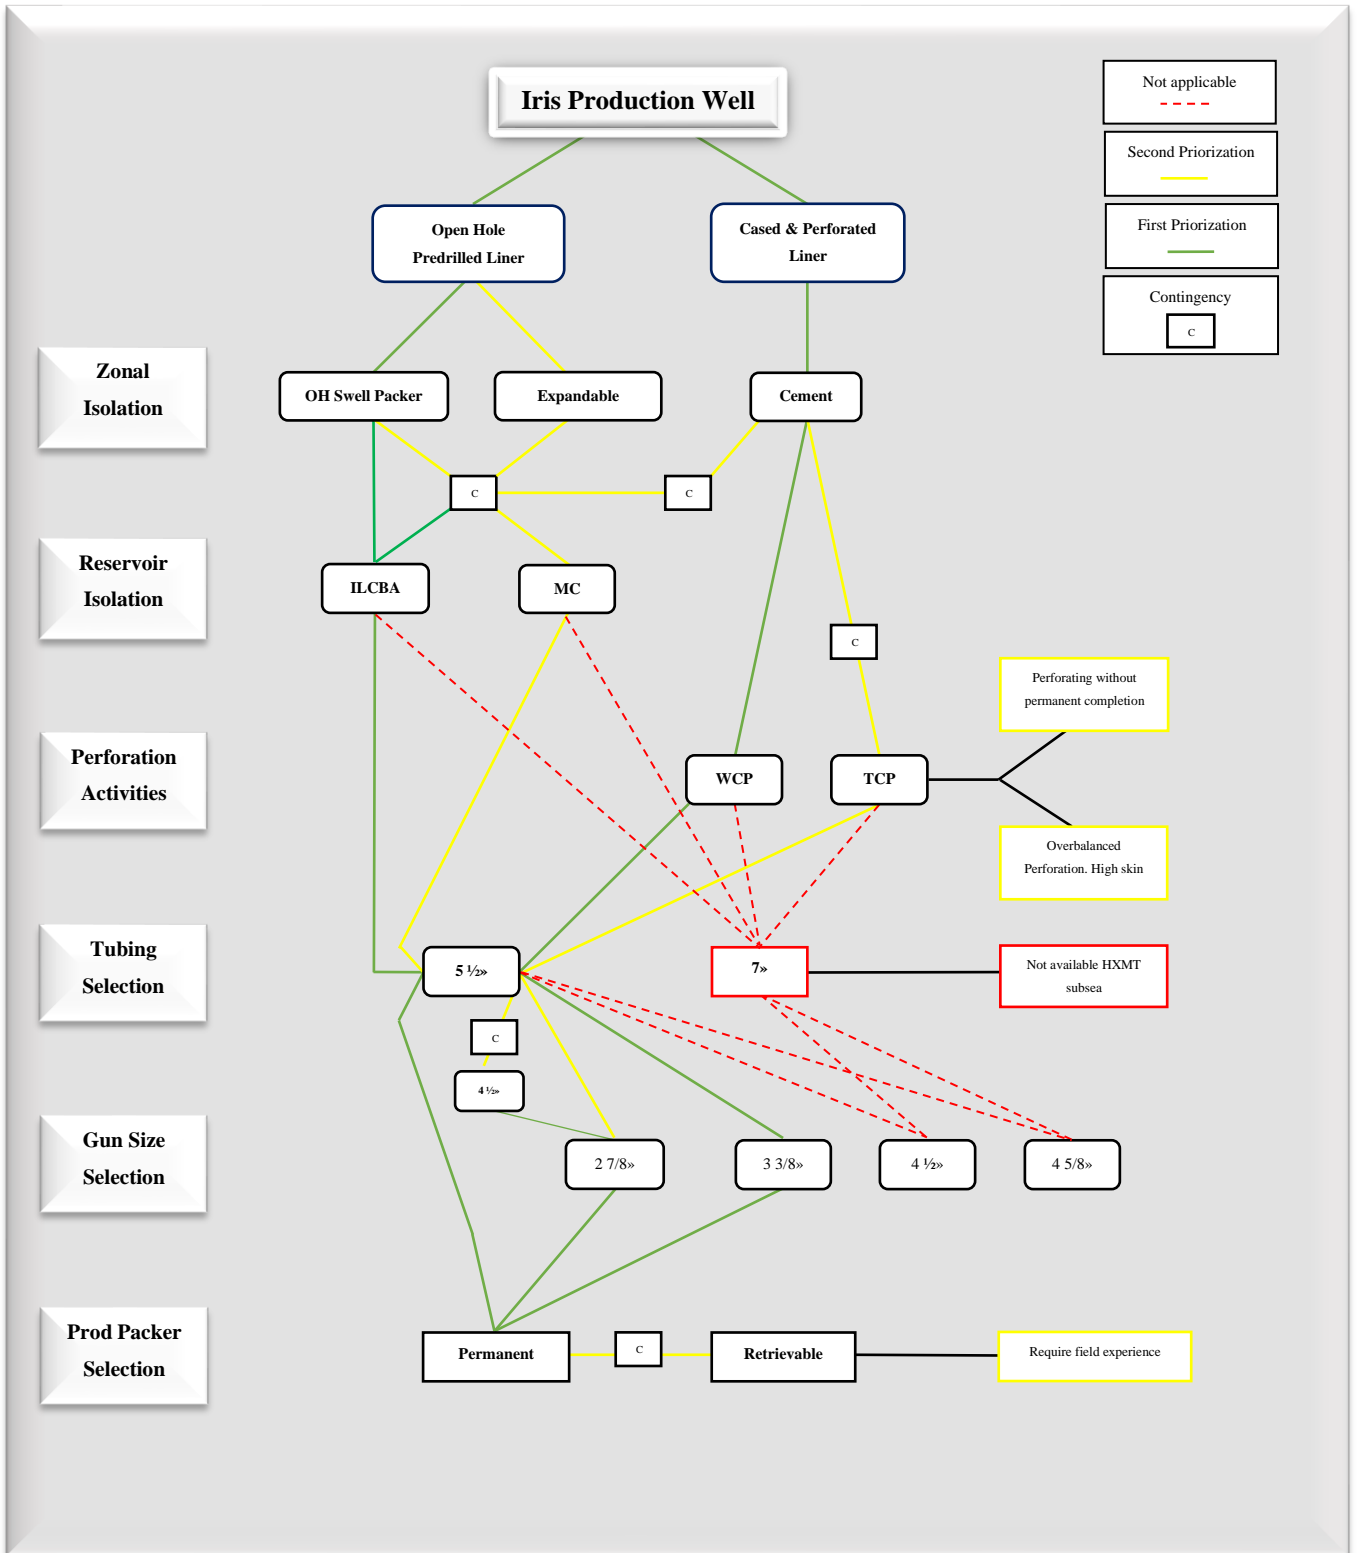 Iris Production Well
Not applicable
Second Priorization
First Priorization
Contingency
C
Open Hole
Predrilled Liner
Cased & Perforated
Liner
Zonal
Isolation
OH Swell Packer
Expandable
Cement
C
C
Reservoir
Isolation
ILCBA
MC
C
Perforation
Activities
WCP
TCP
Perforating without
permanent completion
Overbalanced
Perforation. High skin
Tubing
Selection
5 ½»
7»
Not available HXMT
subsea
C
4 ½»
Gun Size
Selection
2 7/8»
3 3/8»
4 ½»
4 5/8»
Prod Packer
Selection
Permanent
C
Retrievable
Require field experience